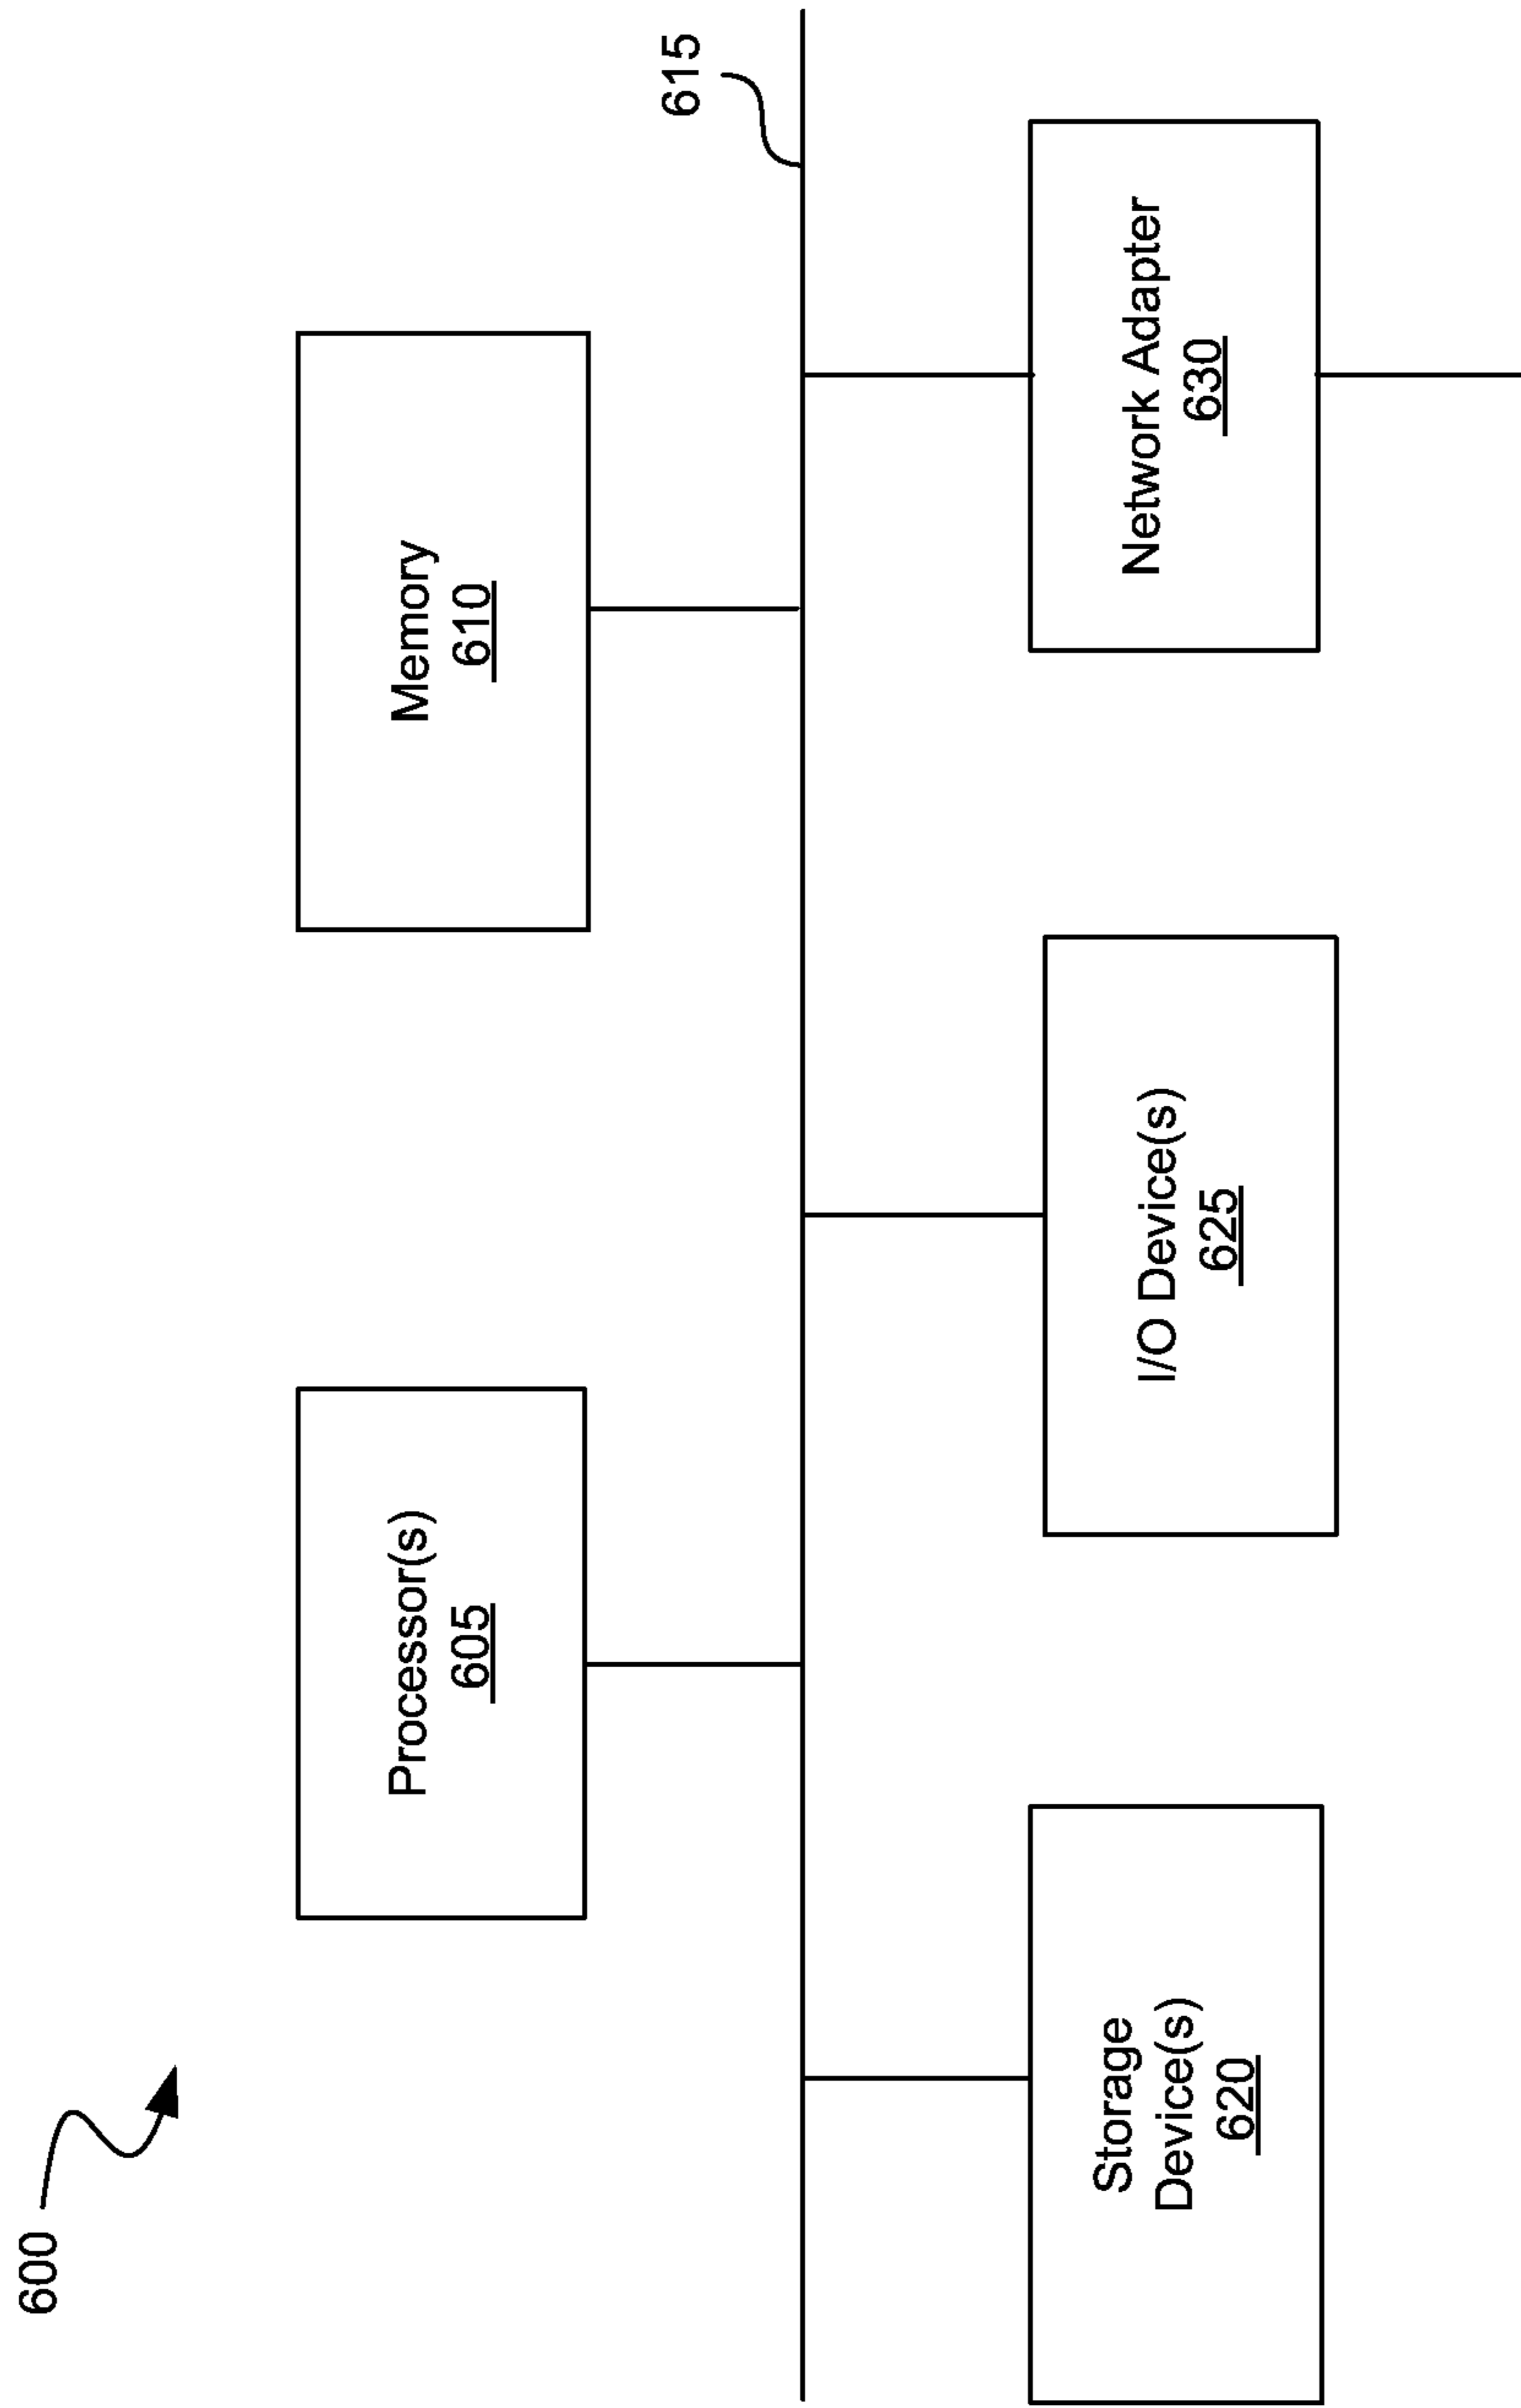 600
Processor(s)
605
Memory
610
615
Storage
Device(s)
620
I/O Device(s)
625
Network Adapter
630